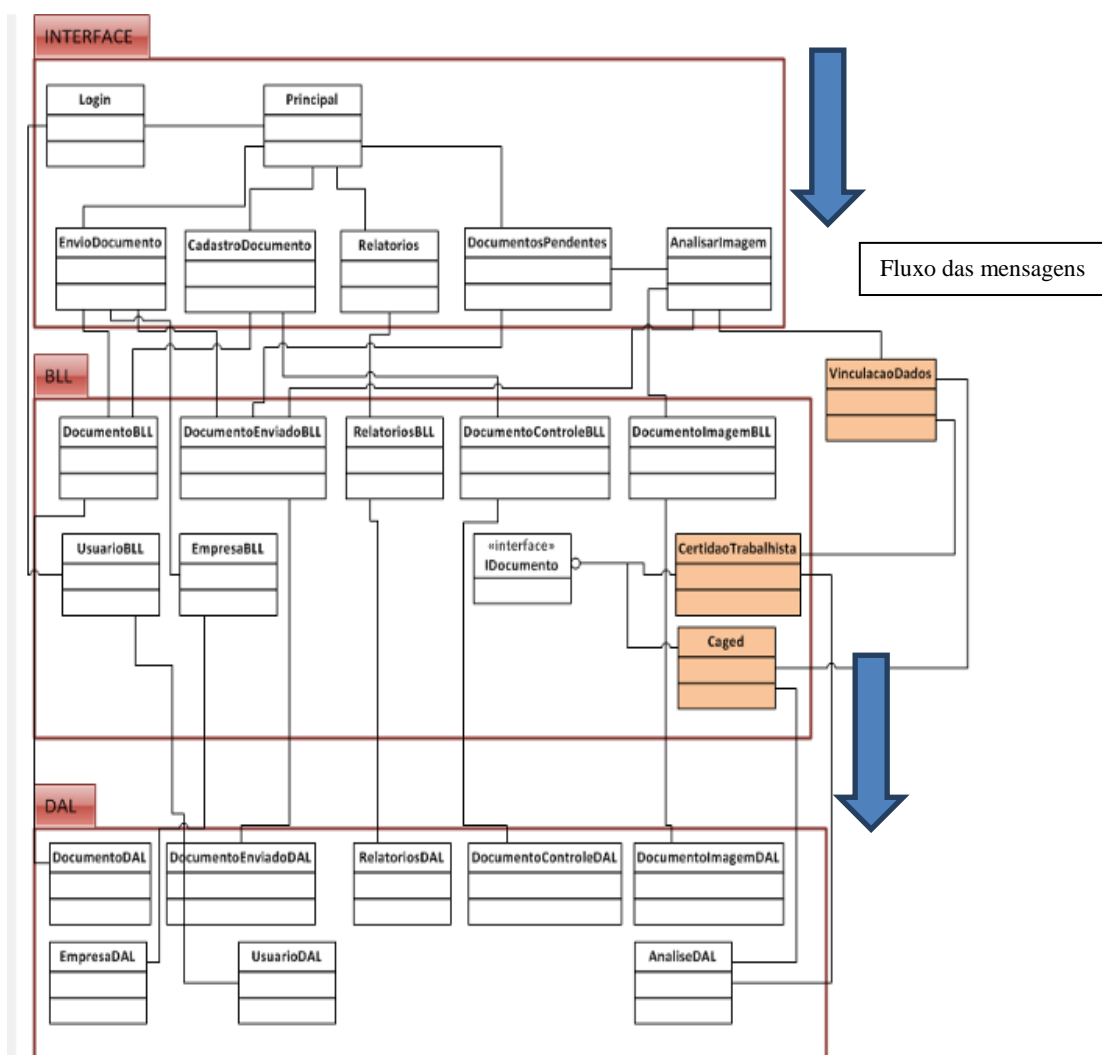 INTERFACE
Login
Principal
EnvioDocumento
CadastroDocumento
Relatorios
DocumentosPendentes
AnalisarImagem
Fluxo das mensagens
BLL
VinculacaoDados
DocumentoBLL
DocumentoEnviadoBLL
RelatoriosBLL
DocumentoControleBLL
DocumentoImagemBLL
UsuarioBLL
EmpresaBLL
«interface»
IDocumento
CertidaoTrabalhista
Caged
DAL
DocumentoDAL
DocumentoEnviadoDAL
RelatoriosDAL
DocumentoControleDAL
DocumentoImagemDAL
EmpresaDAL
UsuarioDAL
AnaliseDAL